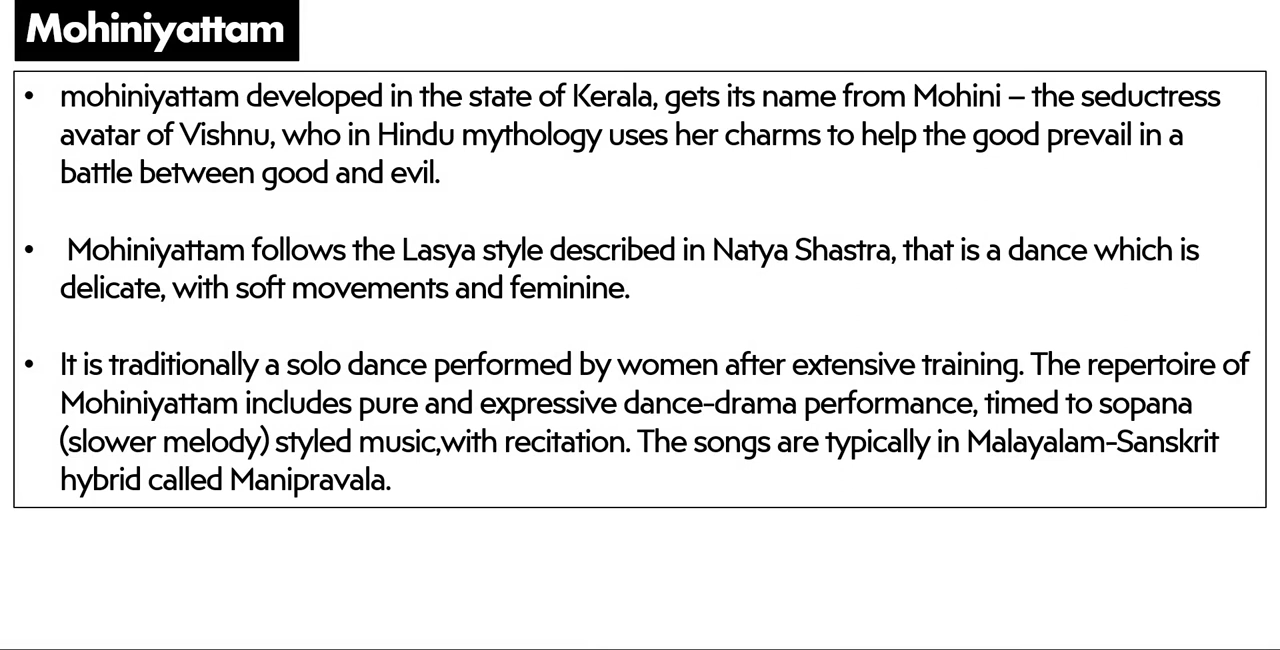 Mohiniyattam
• mohiniyattam developed in the state of Kerala, gets its name from Mohini – the seductress
avatar of Vishnu, who in Hindu mythology uses her charms to help the good prevail in a
battle between good and evil.
• Mohiniyattam follows the Lasya style described in Natya Shastra, that is a dance which is
delicate, with soft movements and feminine.
• It is traditionally a solo dance performed by women after extensive training. The repertoire of
Mohiniyattam includes pure and expressive dance-drama performance, timed to sopana
(slower melody) styled music,with recitation. The songs are typically in Malayalam-Sanskrit
hybrid called Manipravala.